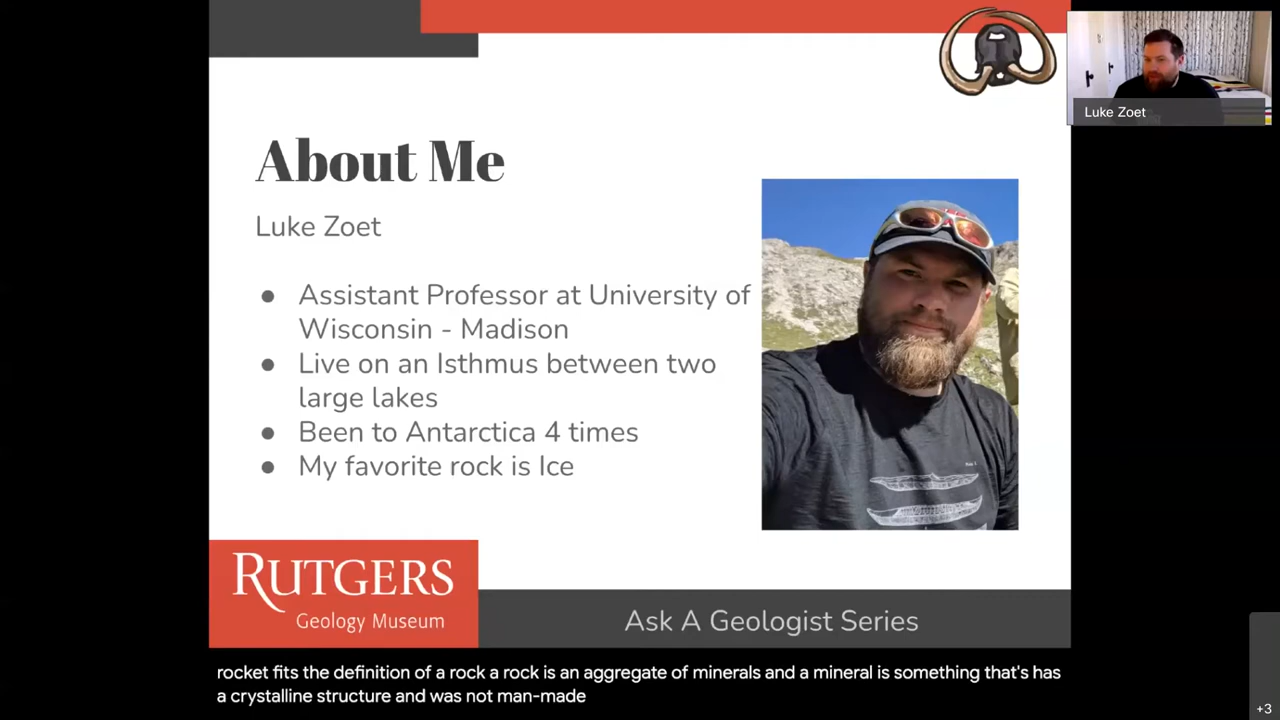 Luke Zoet
About Me
Luke Zoet
● Assistant Professor at University of
Wisconsin - Madison
● Live on an Isthmus between two
large lakes
● Been to Antarctica 4 times
● My favorite rock is Ice
RUTGERS
Geology Museum
Ask A Geologist Series
rocket fits the definition of a rock a rock is an aggregate of minerals and a mineral is something that's has
a crystalline structure and was not man-made
+3